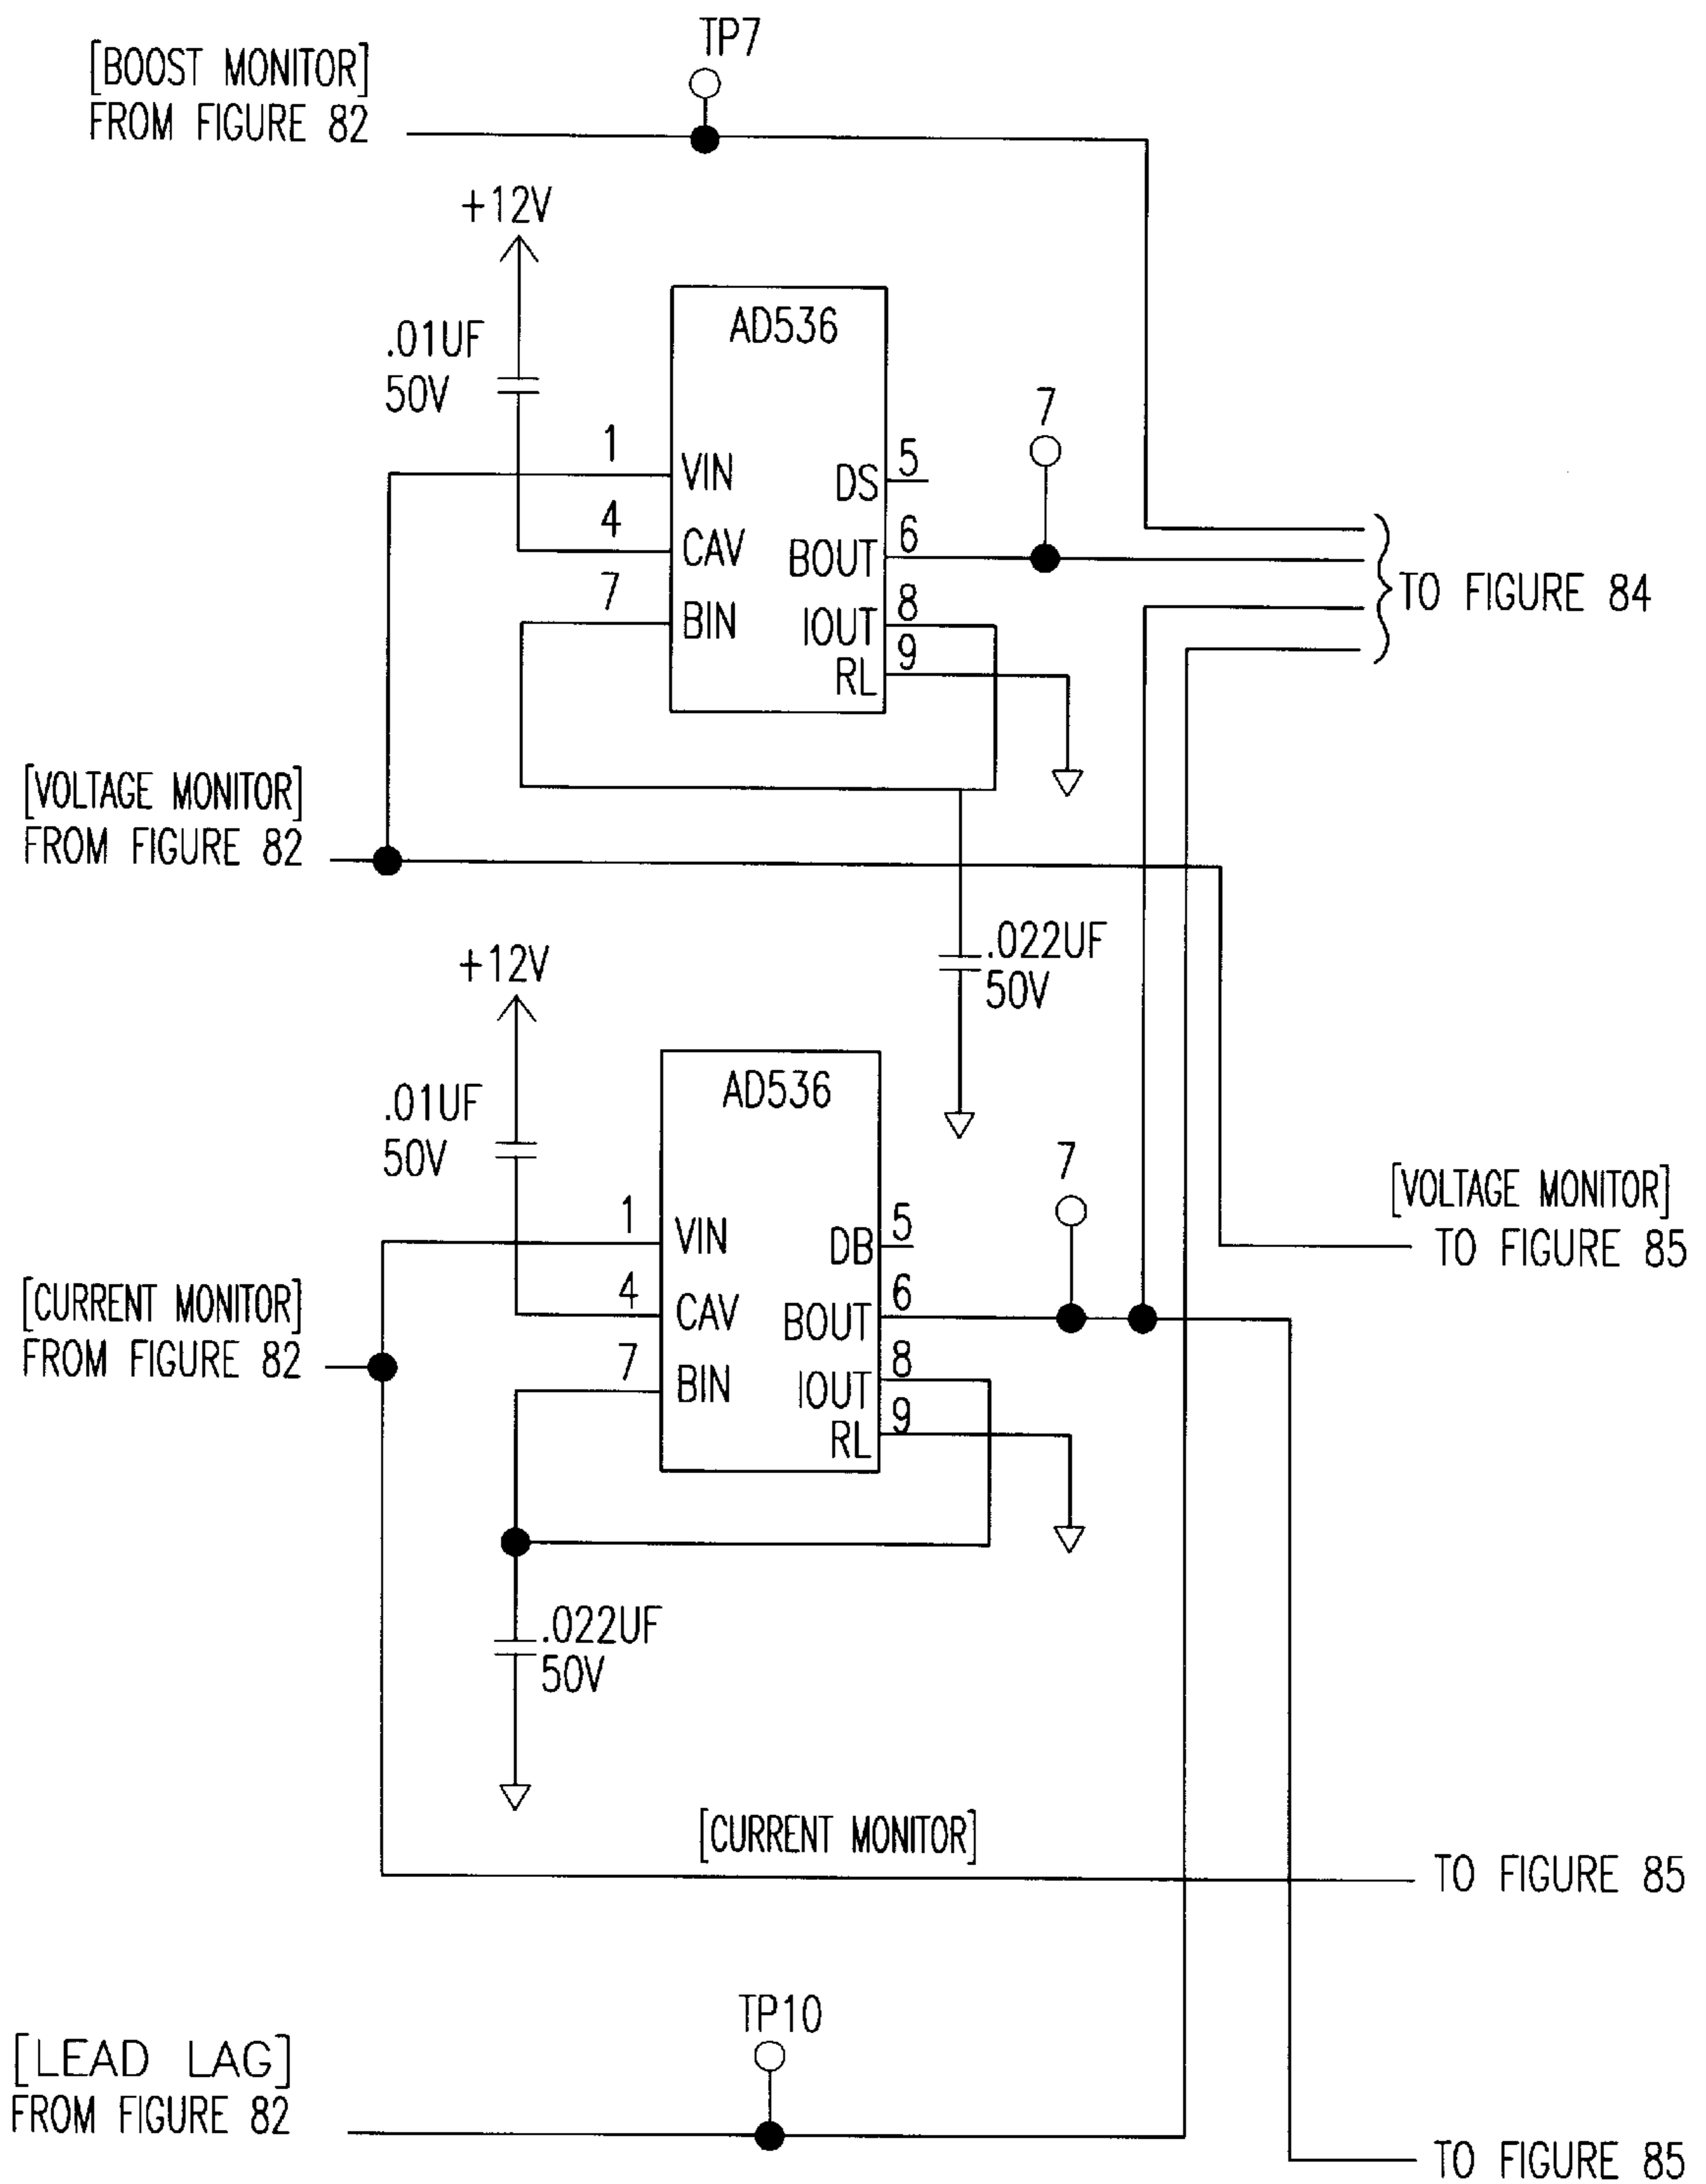 TP7
[BOOST MONITOR]
FROM FIGURE 82
+12V
AD536
.01UF
50V
7
1
VIN
DS
5
4
CAV
BOUT
6
TO FIGURE 84
7
BIN
IOUT
8
RL
9
[VOLTAGE MONITOR]
FROM FIGURE 82
.022UF
50V
+12V
AD536
.01UF
50V
7
[VOLTAGE MONITOR]
TO FIGURE 85
1
VIN
DB
5
4
CAV
BOUT
6
[CURRENT MONITOR]
FROM FIGURE 82
7
BIN
IOUT
8
RL
9
.022UF
50V
[CURRENT MONITOR]
TO FIGURE 85
TP10
[LEAD LAG]
FROM FIGURE 82
TO FIGURE 85